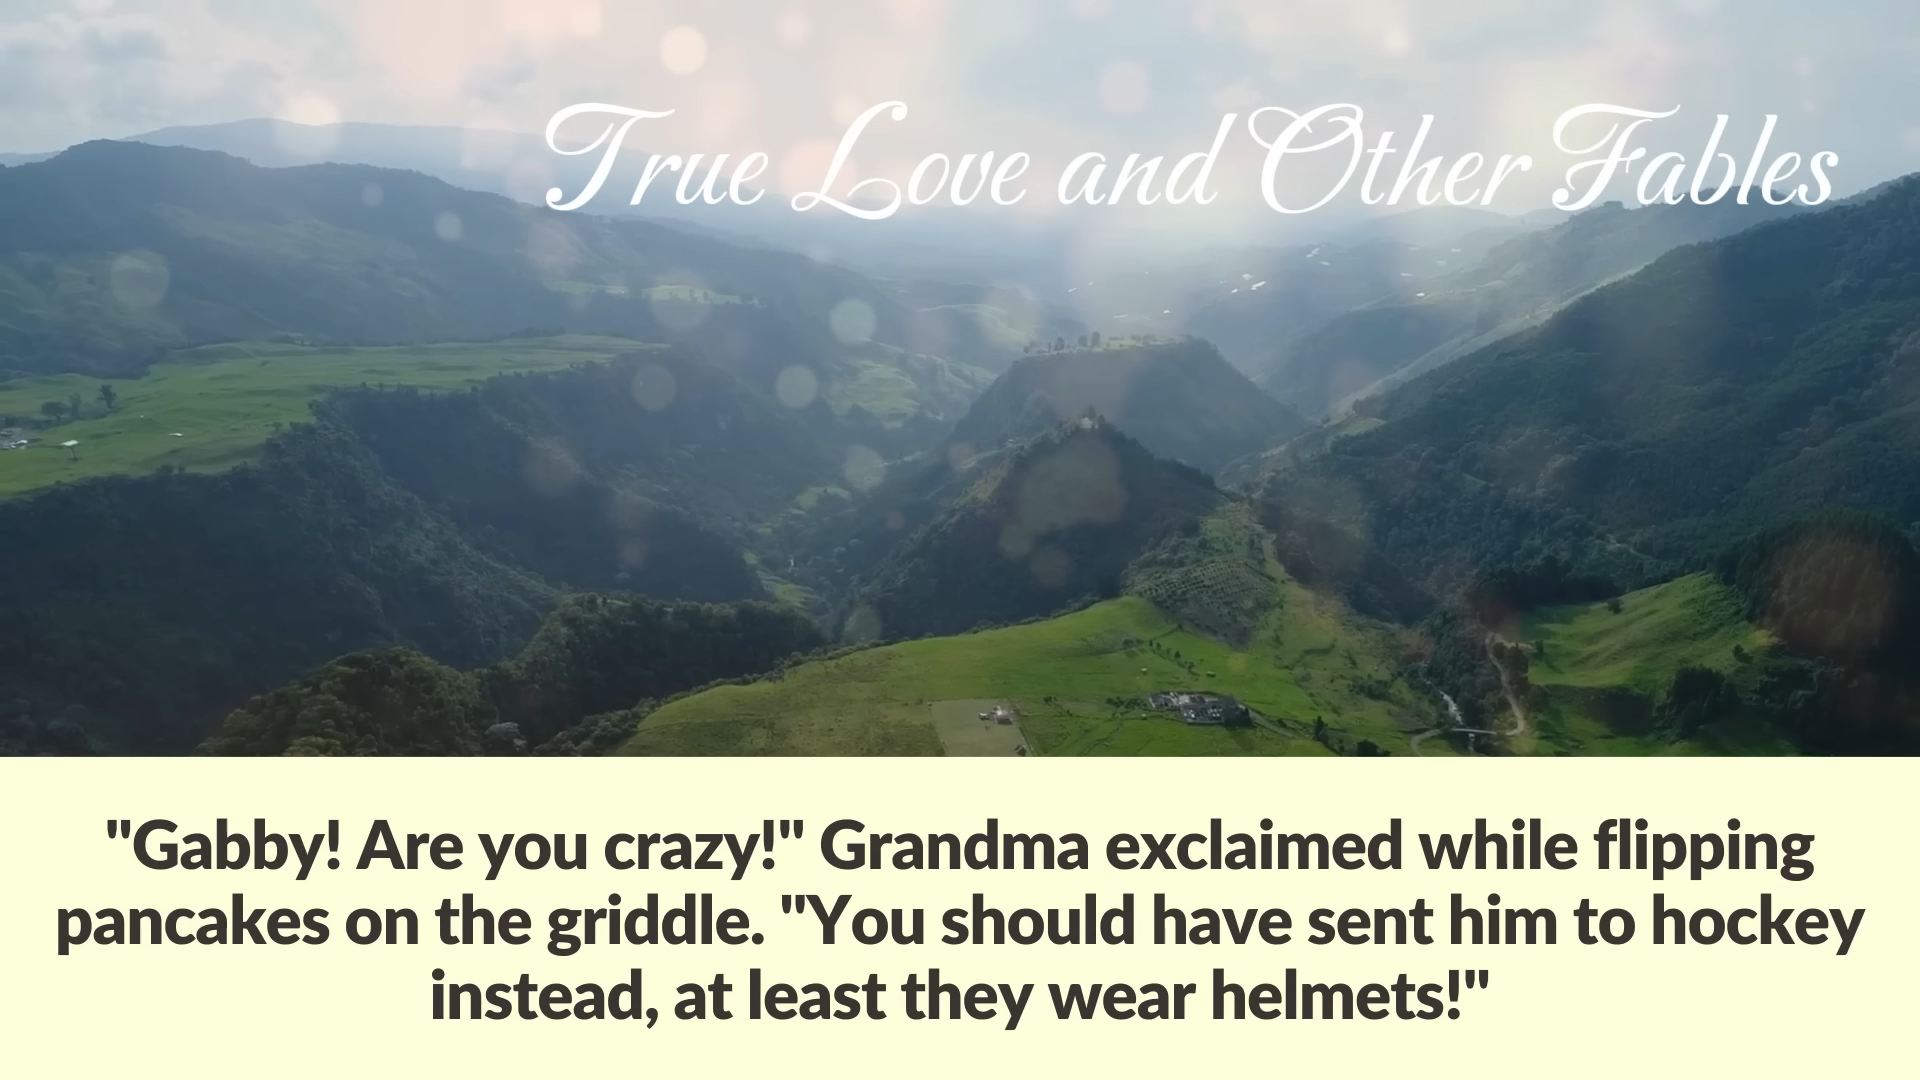 True Love and Other Fables
"Gabby! Are you crazy!" Grandma exclaimed while flipping
pancakes on the griddle. "You should have sent him to hockey
instead, at least they wear helmets!"